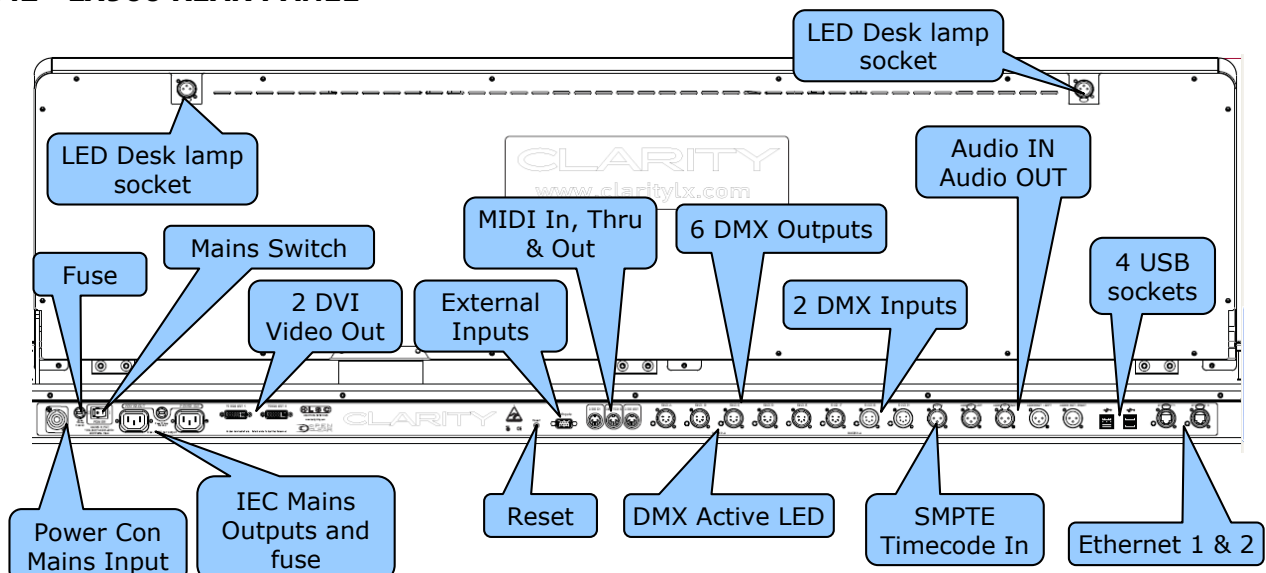 LED Desk lamp
socket
LED Desk lamp
socket
CLARITY
www.claritylx.com
Audio IN
Audio OUT
MIDI In, Thru
& Out
6 DMX Outputs
Mains Switch
Fuse
2 DVI
Video Out
External
Inputs
2 DMX Inputs
4 USB
sockets
CLARITY
Power Con
Mains Input
IEC Mains
Outputs and
fuse
Reset
DMX Active LED
SMPTE
Timecode In
Ethernet 1 & 2